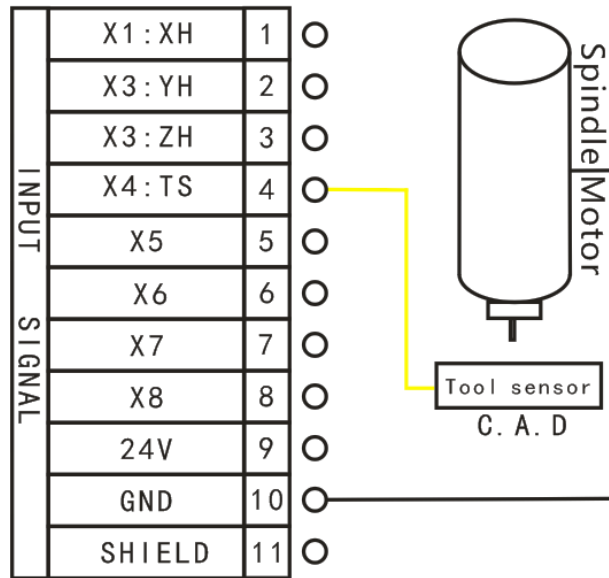 INPUT SIGNAL
X1:XH 1
X3:YH 2
X3:ZH 3
X4:TS 4
X5 5
X6 6
X7 7
X8 8
24V 9
GND 10
SHIELD 11
Spindle Motor
Tool sensor
C.A.D